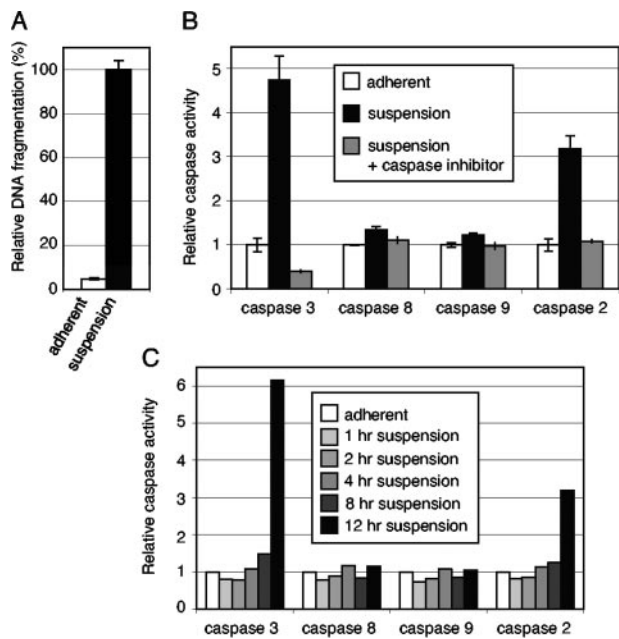 A
Relative DNA fragmentation (%)
100
80
60
40
20
0
adherent
suspension
B
Relative caspase activity
5
4
3
2
1
0
adherent
suspension
suspension
+ caspase inhibitor
caspase 3
caspase 8
caspase 9
caspase 2
C
Relative caspase activity
6
5
4
3
2
1
0
adherent
1 hr suspension
2 hr suspension
4 hr suspension
8 hr suspension
12 hr suspension
caspase 3
caspase 8
caspase 9
caspase 2